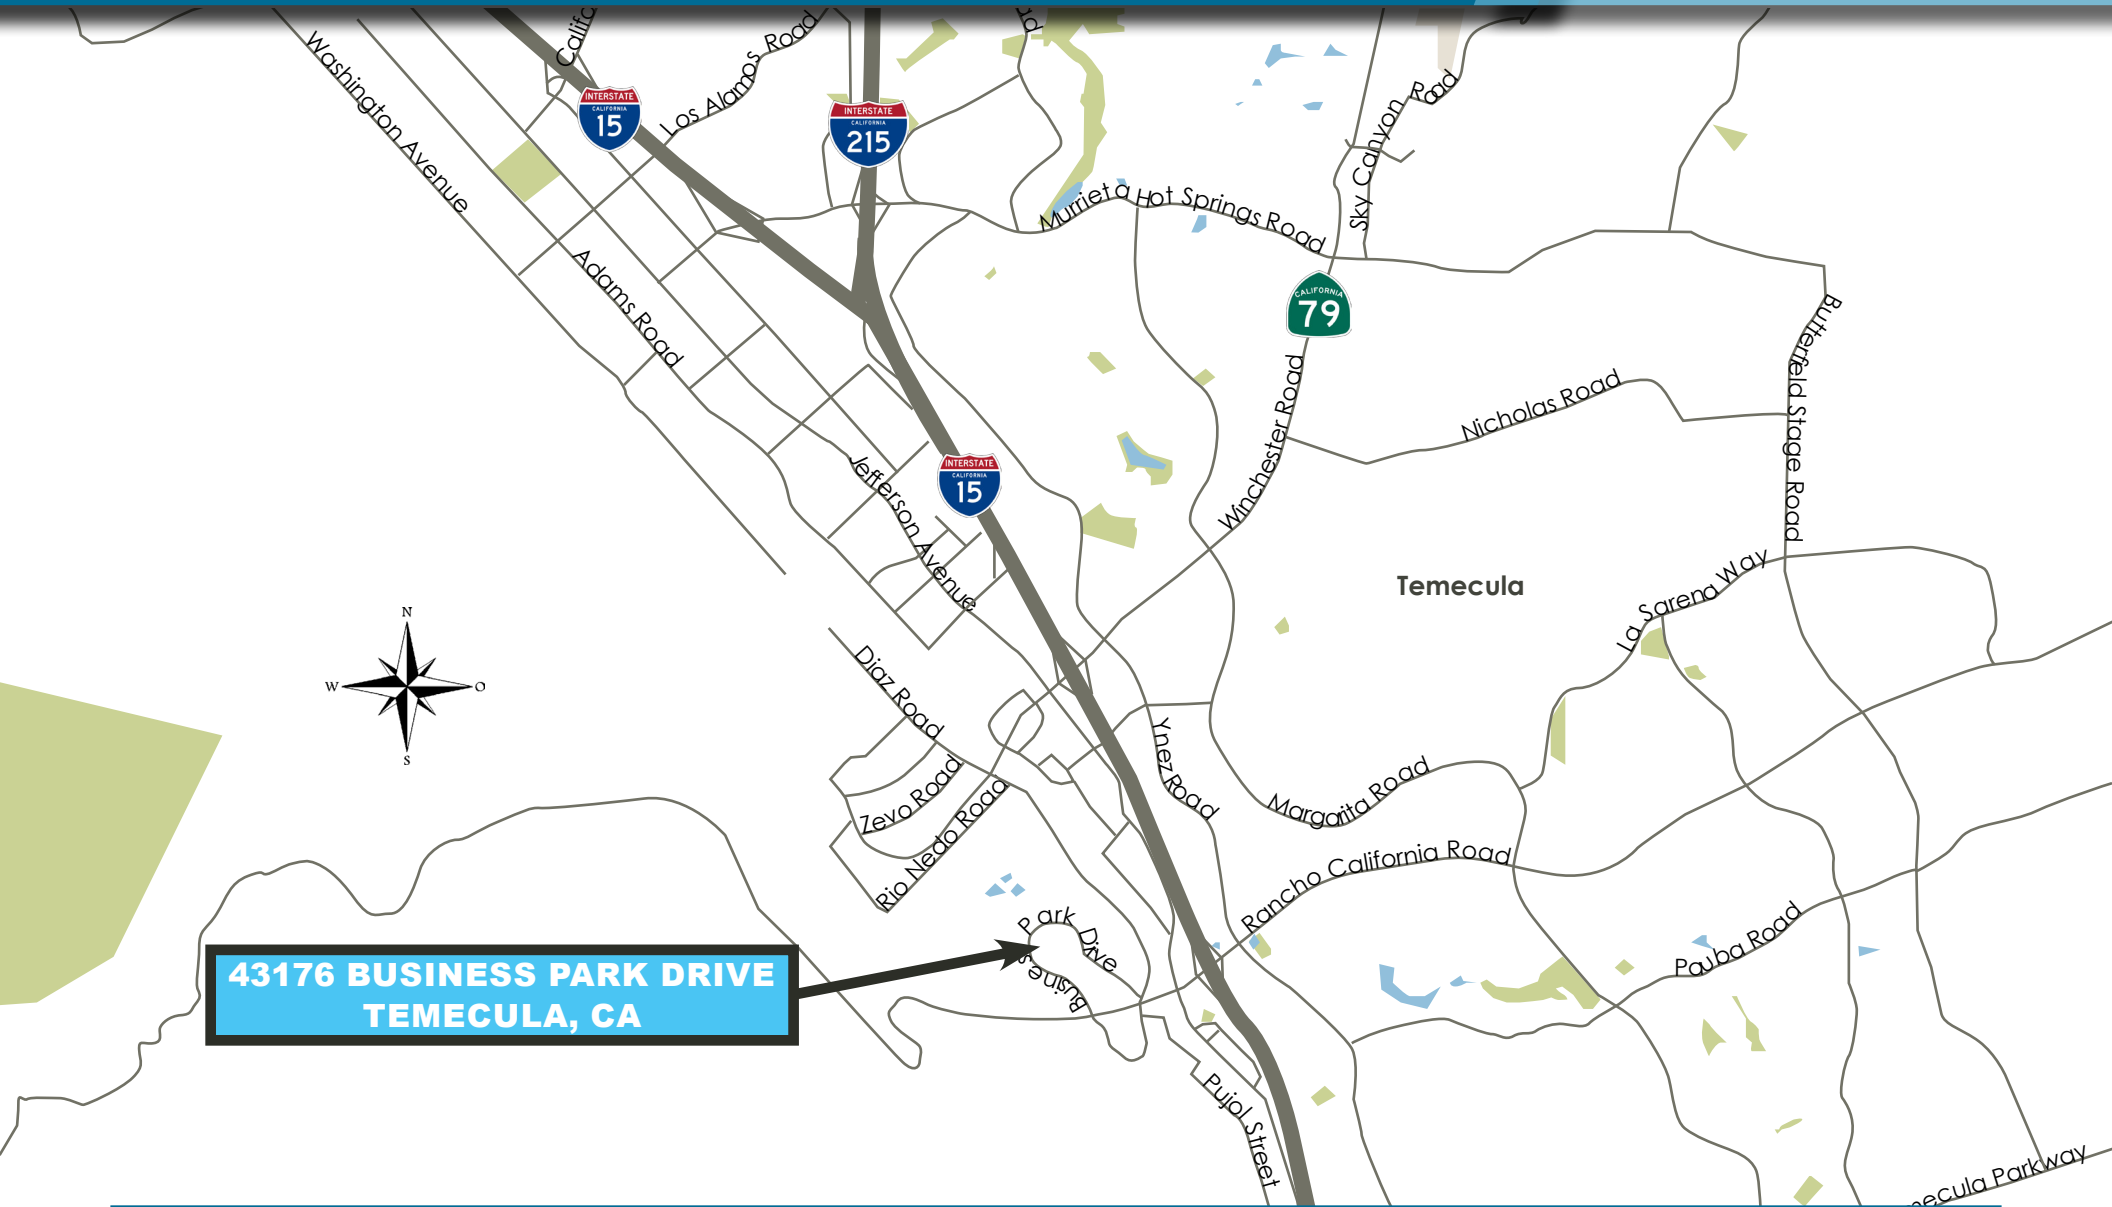 Los Alamos Road
Washington Avenue
INTERSTATE
CALIFORNIA
15
INTERSTATE
CALIFORNIA
215
Sky Canyon Road
Murrieta Hot Springs Road
Adams Road
CALIFORNIA
79
Butterfield Stage Road
Winchester Road
Nicholas Road
Jefferson Avenue
INTERSTATE
CALIFORNIA
15
Temecula
La Sarena Way
N
W
O
S
Diaz Road
Ynez Road
Zevo Road
Rio Nedo Road
Margarita Road
Rancho California Road
Business Park Drive
Pauba Road
43176 BUSINESS PARK DRIVE
TEMECULA, CA
Pujol Street
Parkway